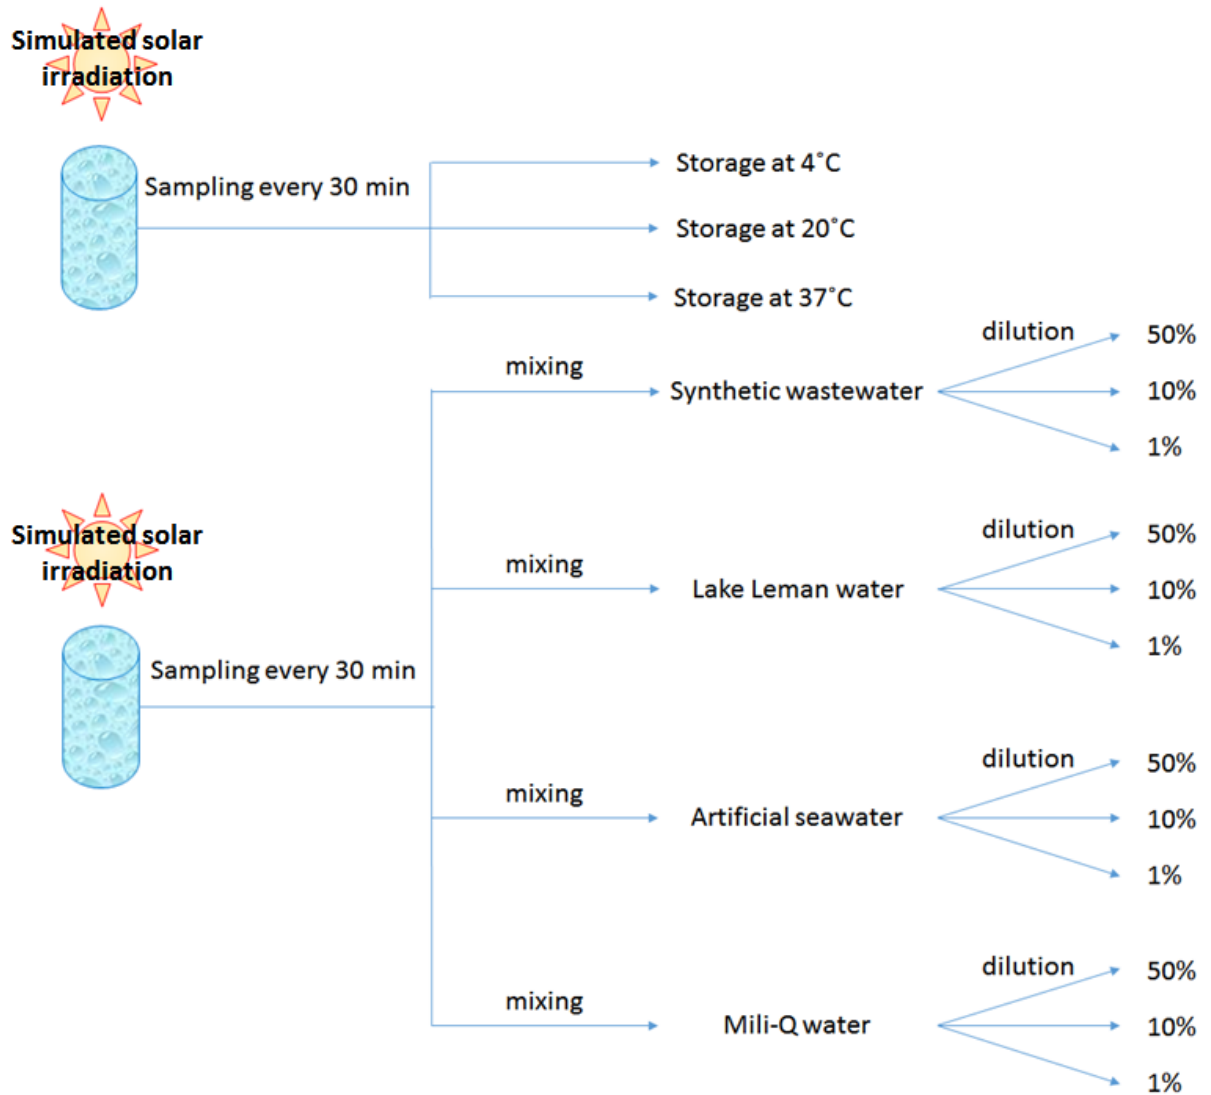 Simulated solar
irradiation
Sampling every 30 min
Storage at 4˚C
Storage at 20˚C
Storage at 37˚C
mixing
Synthetic wastewater
dilution
50%
10%
1%
Simulated solar
irradiation
Sampling every 30 min
mixing
Lake Leman water
dilution
50%
10%
1%
mixing
Artificial seawater
dilution
50%
10%
1%
mixing
Mili-Q water
dilution
50%
10%
1%